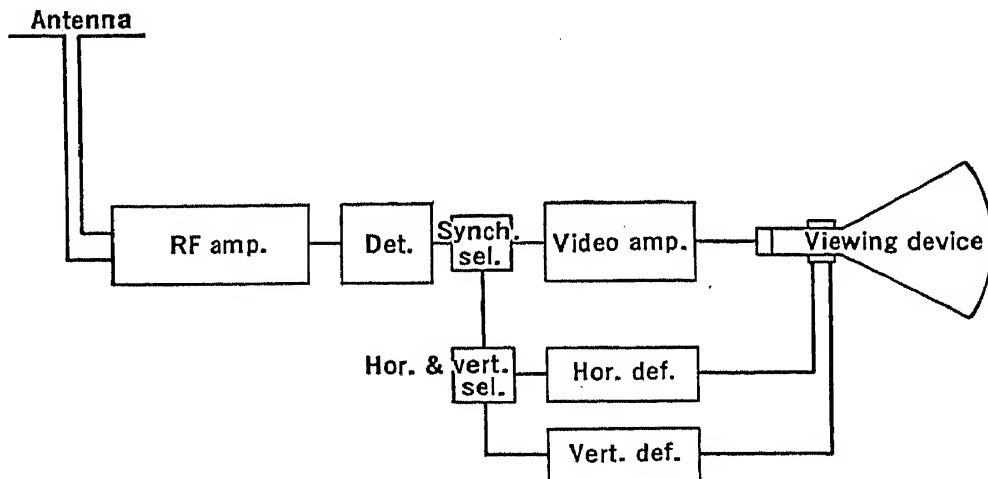 Antenna
RF amp.
Det.
Synch.
sel.
Video amp.
Viewing device
Hor. & vert.
sel.
Hor. def.
Vert. def.